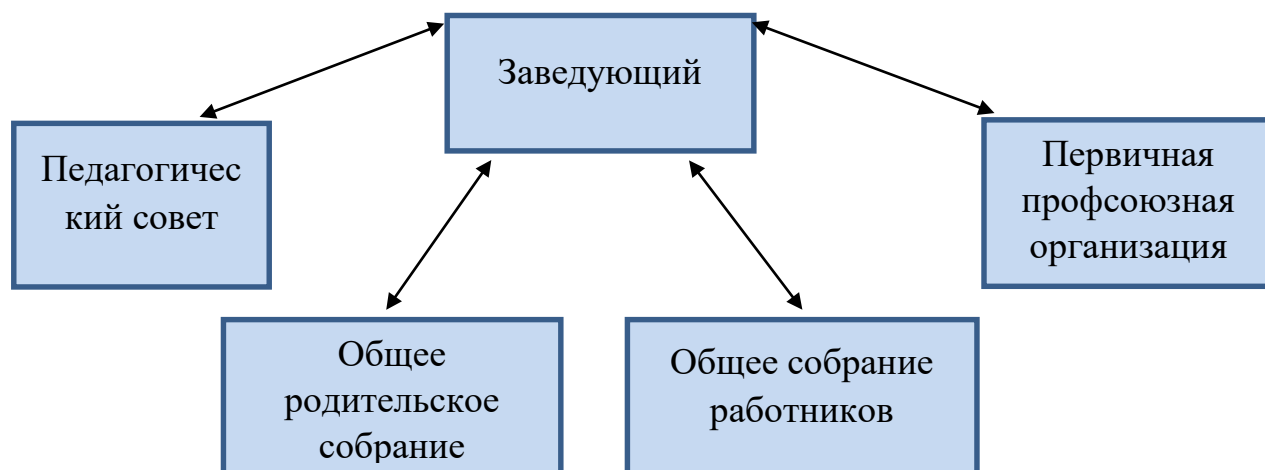 Заведующий
Педагогичес
кий совет
Первичная
профсоюзная
организация
Общее
родительское
собрание
Общее собрание
работников